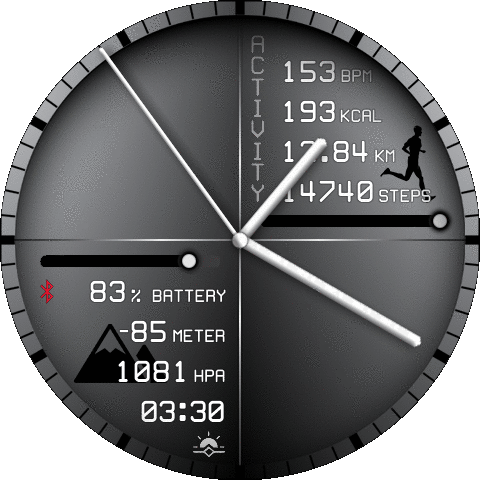 ACTIVITY
153 BPM
193 KCAL
KM
14740 STEPS
83% BATTERY
-85 METER
1081 HPA
03:30